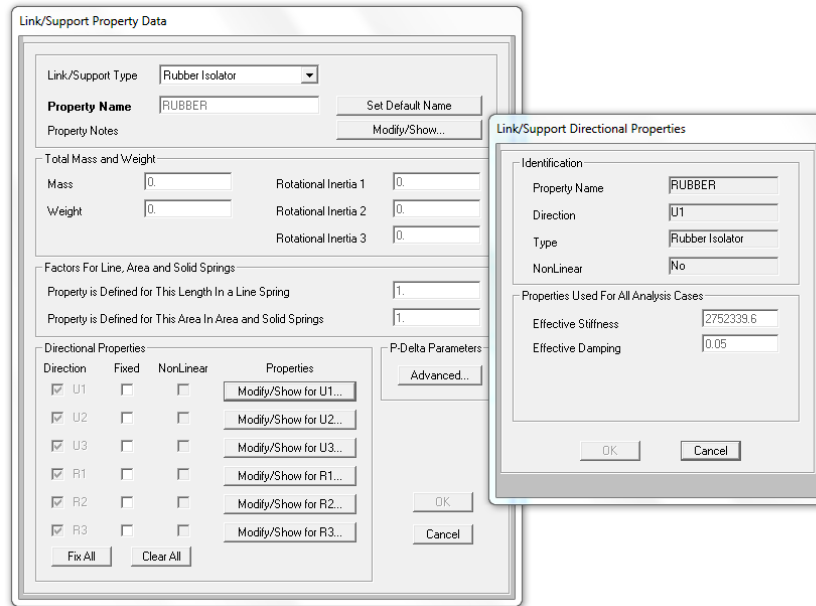 Link/Support Property Data
Link/Support Type Rubber Isolator
Property Name RUBBER Set Default Name
Property Notes Modify/Show...
Total Mass and Weight
Mass 0. Rotational Inertia 1 0.
Weight 0. Rotational Inertia 2 0.
Rotational Inertia 3 0.
Factors For Line, Area and Solid Springs
Property is Defined for This Length In a Line Spring 1.
Property is Defined for This Area In Area and Solid Springs 1.
Directional Properties
Direction Fixed NonLinear Properties
U1 Modify/Show for U1...
U2 Modify/Show for U2...
U3 Modify/Show for U3...
R1 Modify/Show for R1...
R2 Modify/Show for R2...
R3 Modify/Show for R3...
Fix All Clear All
P-Delta Parameters
Advanced...
OK
Cancel
Link/Support Directional Properties
Identification
Property Name RUBBER
Direction U1
Type Rubber Isolator
NonLinear No
Properties Used For All Analysis Cases
Effective Stiffness 2752339.6
Effective Damping 0.05
OK Cancel